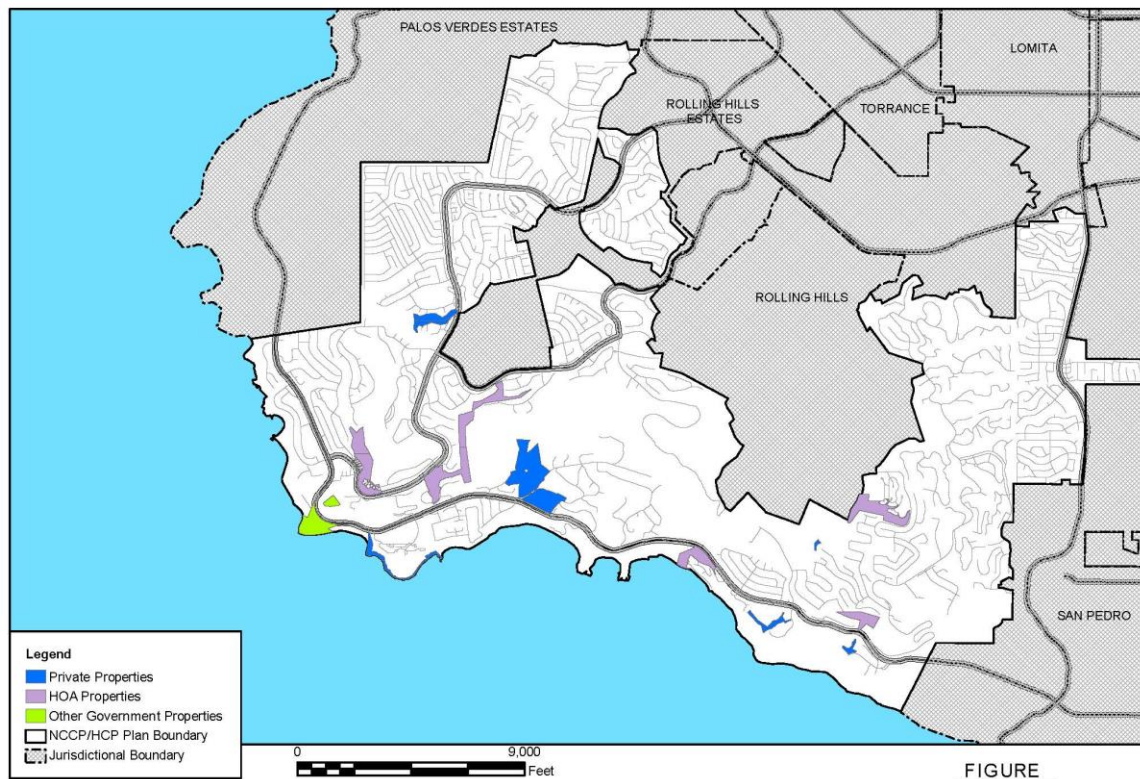 PALOS VERDES ESTATES
LOMITA
ROLLING HILLS
ESTATES
TORRANCE
ROLLING HILLS
SAN PEDRO
Legend
Private Properties
HOA Properties
Other Government Properties
NCCP/HCP Plan Boundary
Jurisdictional Boundary
0
9,000
Feet
FIGURE